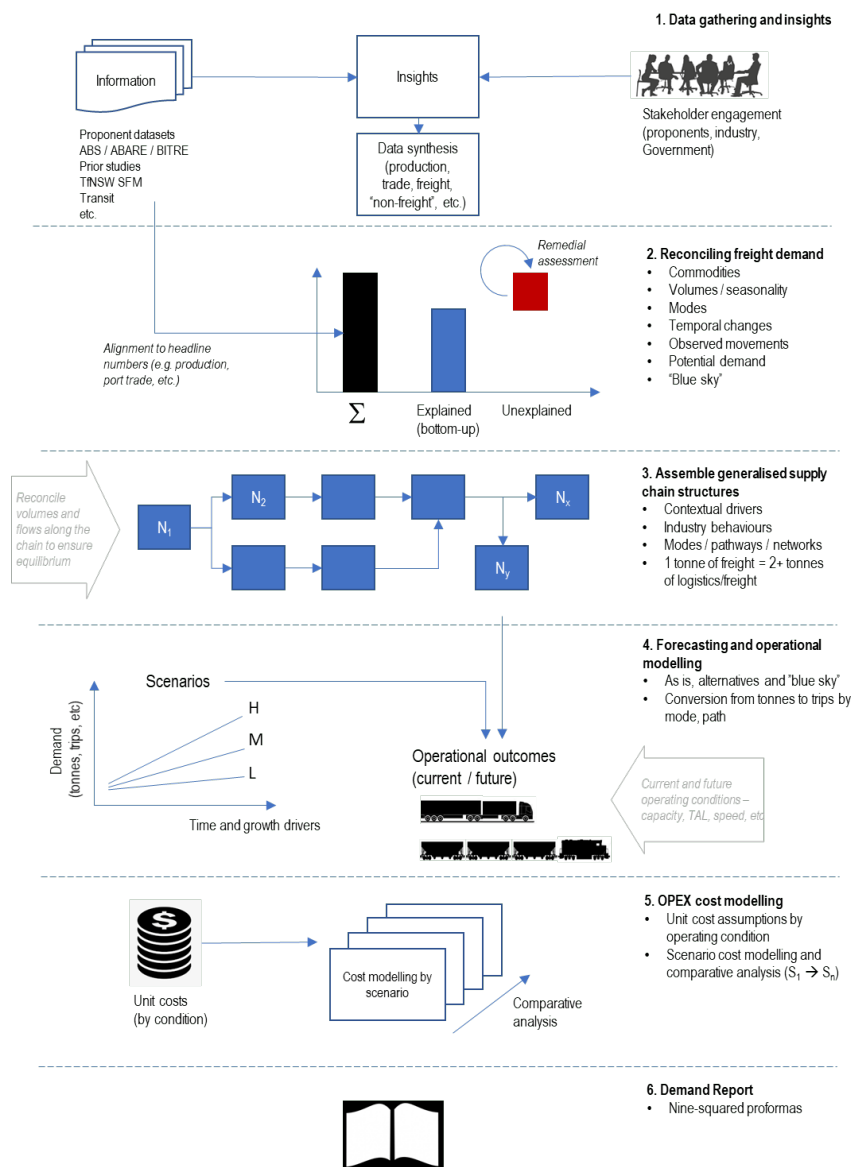 1. Data gathering and insights
Information
Insights
Proponent datasets
ABS / ABARE / BITRE
Prior studies
TfNSW SFM
Transit
etc.
Data synthesis
(production,
trade, freight,
“non-freight”, etc.)
Stakeholder engagement
(proponents, industry,
Government)
2. Reconciling freight demand
• Commodities
• Volumes / seasonality
• Modes
• Temporal changes
• Observed movements
• Potential demand
• “Blue sky”
Remedial
assessment
Alignment to headline
numbers (e.g. production,
port trade, etc.)
Σ
Explained
(bottom-up)
Unexplained
3. Assemble generalised supply
chain structures
• Contextual drivers
• Industry behaviours
• Modes / pathways / networks
• 1 tonne of freight = 2+ tonnes
of logistics/freight
Reconcile
volumes and
flows along the
chain to ensure
equilibrium
N1
N2
Nx
Ny
4. Forecasting and operational
modelling
• As is, alternatives and “blue sky”
• Conversion from tonnes to trips by
mode, path
Scenarios
H
M
L
Demand
(tonnes, trips, etc)
Time and growth drivers
Operational outcomes
(current / future)
Current and future
operating conditions –
capacity, TAL, speed, etc
5. OPEX cost modelling
• Unit cost assumptions by
operating condition
• Scenario cost modelling and
comparative analysis (S1 → Sn)
$
Unit costs
(by condition)
Cost modelling by
scenario
Comparative
analysis
6. Demand Report
• Nine-squared proformas